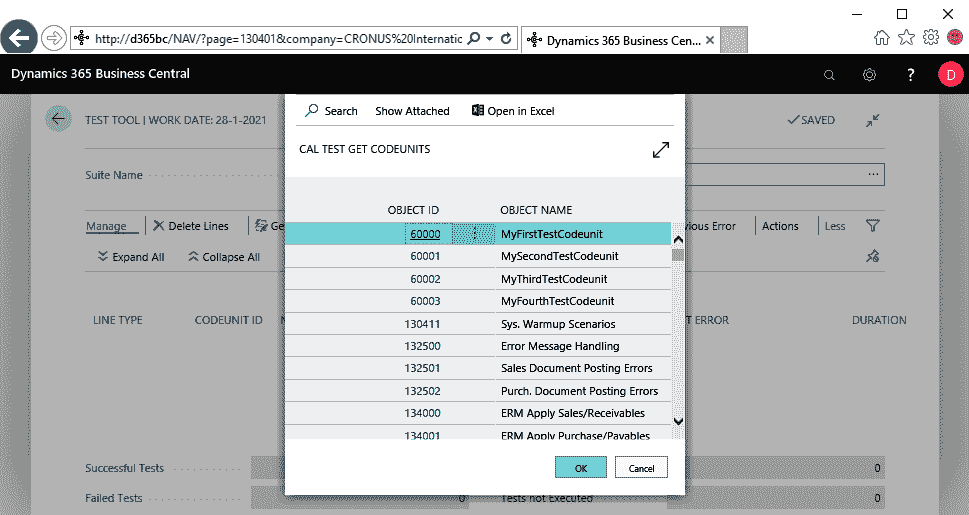 http://d365bc/NAV/?page=130401&company=CRONUS%20Internatic
Dynamics 365 Business Cen...
Dynamics 365 Business Central
?
D
TEST TOOL | WORK DATE: 28-1-2021
SAVED
Search Show Attached Open in Excel
CAL TEST GET CODEUNITS
Suite Name
...
OBJECT ID OBJECT NAME
Manage Delete Lines Ge
ious Error Actions Less
60000 MyFirstTestCodeunit
60001 MySecondTestCodeunit
Expand All Collapse All
60002 MyThirdTestCodeunit
60003 MyFourthTestCodeunit
LINE TYPE CODEUNIT ID
T ERROR DURATION
130411 Sys. Warmup Scenarios
132500 Error Message Handling
132501 Sales Document Posting Errors
132502 Purch. Document Posting Errors
134000 ERM Apply Sales/Receivables
134001 ERM Apply Purchase/Payables
OK Cancel
Successful Tests
0
Failed Tests 0
Tests not Executed 0